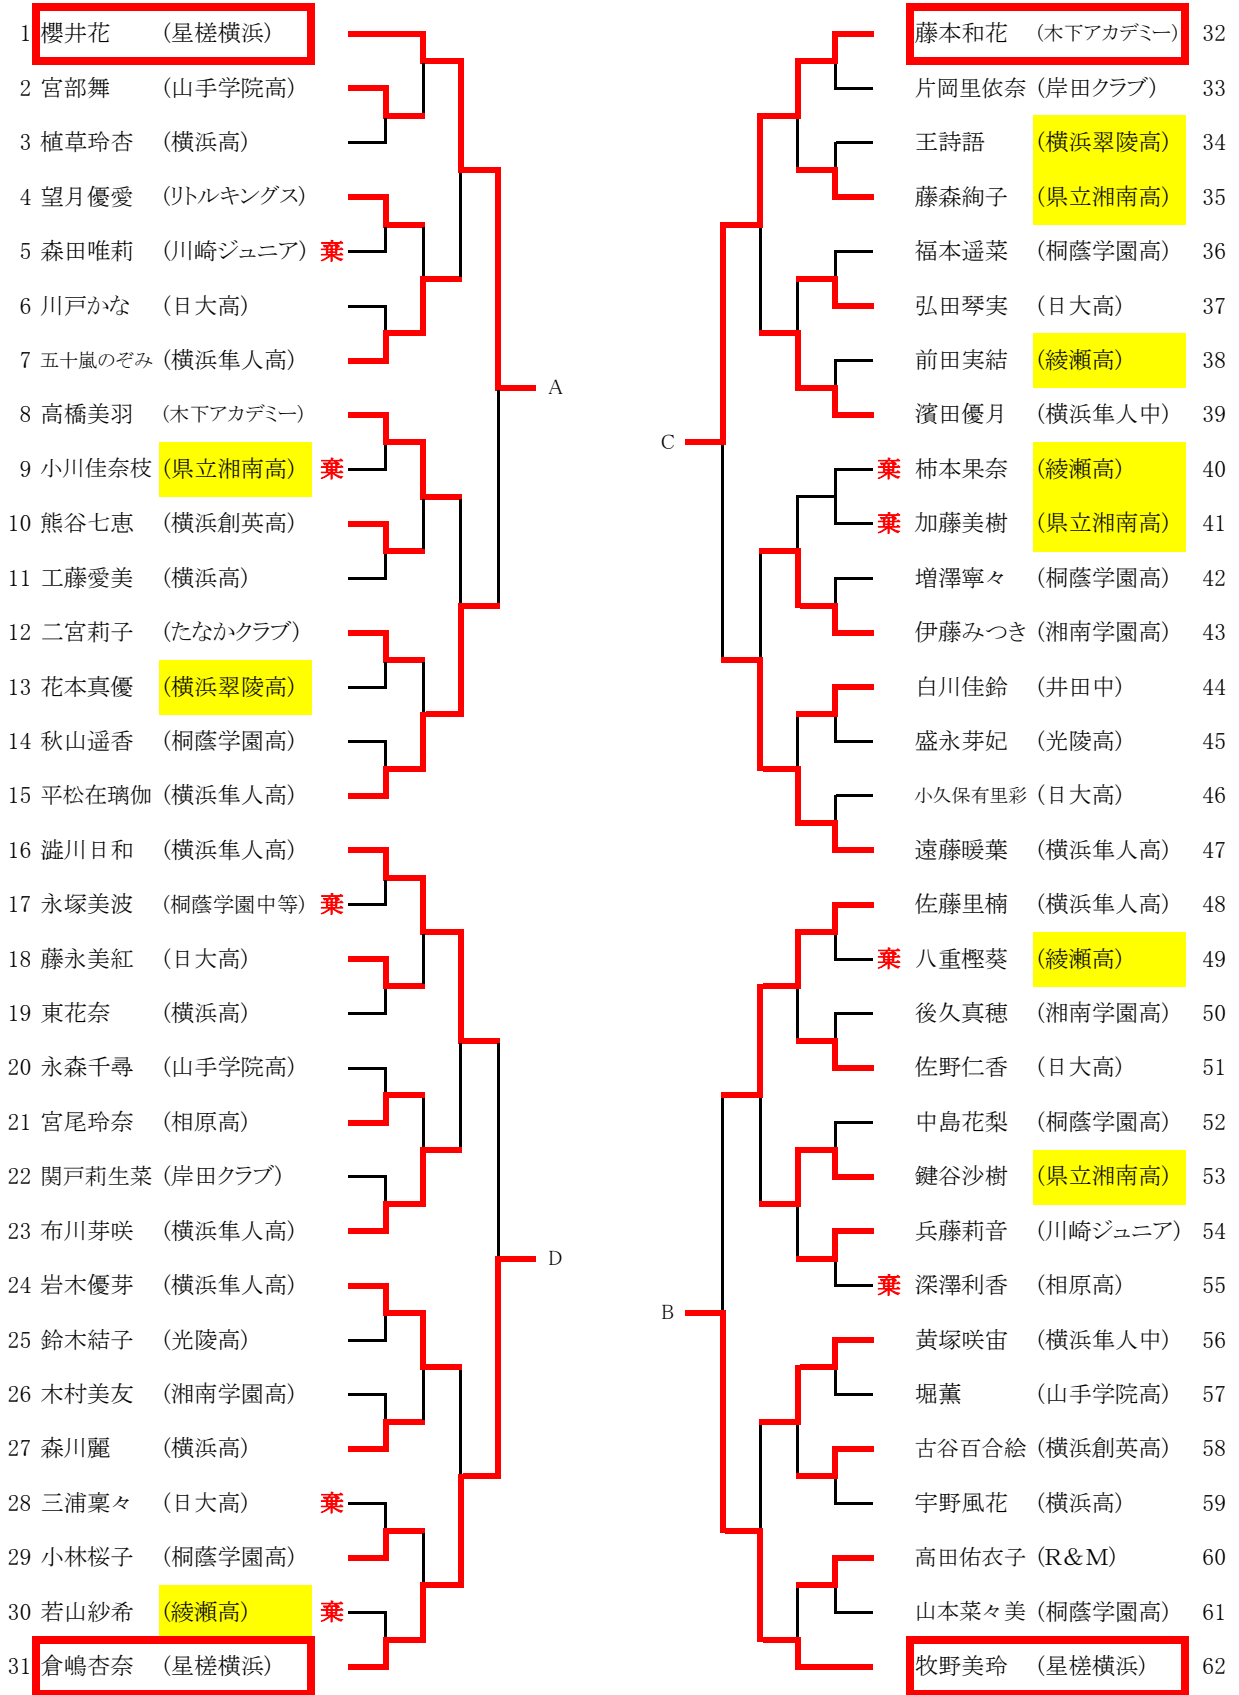 1 櫻井花 (星槎横浜)
2 宮部舞 (山手学院高)
3 植草玲杏 (横浜高)
4 望月優愛 (リトルキングス)
5 森田唯莉 (川崎ジュニア) 棄
6 川戸かな (日大高)
7 五十嵐のぞみ (横浜隼人高)
A
8 高橋美羽 (木下アカデミー)
9 小川佳奈枝 (県立湘南高) 棄
10 熊谷七恵 (横浜創英高)
11 工藤愛美 (横浜高)
12 二宮莉子 (たなかクラブ)
13 花本真優 (横浜翠陵高)
14 秋山遥香 (桐蔭学園高)
15 平松在璃伽 (横浜隼人高)
16 澁川日和 (横浜隼人高)
17 永塚美波 (桐蔭学園中等) 棄
18 藤永美紅 (日大高)
19 東花奈 (横浜高)
20 永森千尋 (山手学院高)
21 宮尾玲奈 (相原高)
22 関戸莉生菜 (岸田クラブ)
23 布川芽咲 (横浜隼人高)
D
24 岩木優芽 (横浜隼人高)
25 鈴木結子 (光陵高)
26 木村美友 (湘南学園高)
27 森川麗 (横浜高)
28 三浦稟々 (日大高) 棄
29 小林桜子 (桐蔭学園高)
30 若山紗希 (綾瀬高) 棄
31 倉嶋杏奈 (星槎横浜)
藤本和花 (木下アカデミー) 32
片岡里依奈 (岸田クラブ) 33
王詩語 (横浜翠陵高) 34
藤森絢子 (県立湘南高) 35
福本遥菜 (桐蔭学園高) 36
弘田琴実 (日大高) 37
前田実結 (綾瀬高) 38
濱田優月 (横浜隼人中) 39
C
棄 柿本果奈 (綾瀬高) 40
棄 加藤美樹 (県立湘南高) 41
増澤寧々 (桐蔭学園高) 42
伊藤みつき (湘南学園高) 43
白川佳鈴 (井田中) 44
盛永芽妃 (光陵高) 45
小久保有里彩 (日大高) 46
遠藤暖葉 (横浜隼人高) 47
佐藤里楠 (横浜隼人高) 48
棄 八重樫葵 (綾瀬高) 49
後久真穂 (湘南学園高) 50
佐野仁香 (日大高) 51
中島花梨 (桐蔭学園高) 52
鍵谷沙樹 (県立湘南高) 53
兵藤莉音 (川崎ジュニア) 54
棄 深澤利香 (相原高) 55
B
黄塚咲宙 (横浜隼人中) 56
堀薫 (山手学院高) 57
古谷百合絵 (横浜創英高) 58
宇野風花 (横浜高) 59
高田佑衣子 (R&M) 60
山本菜々美 (桐蔭学園高) 61
牧野美玲 (星槎横浜) 62